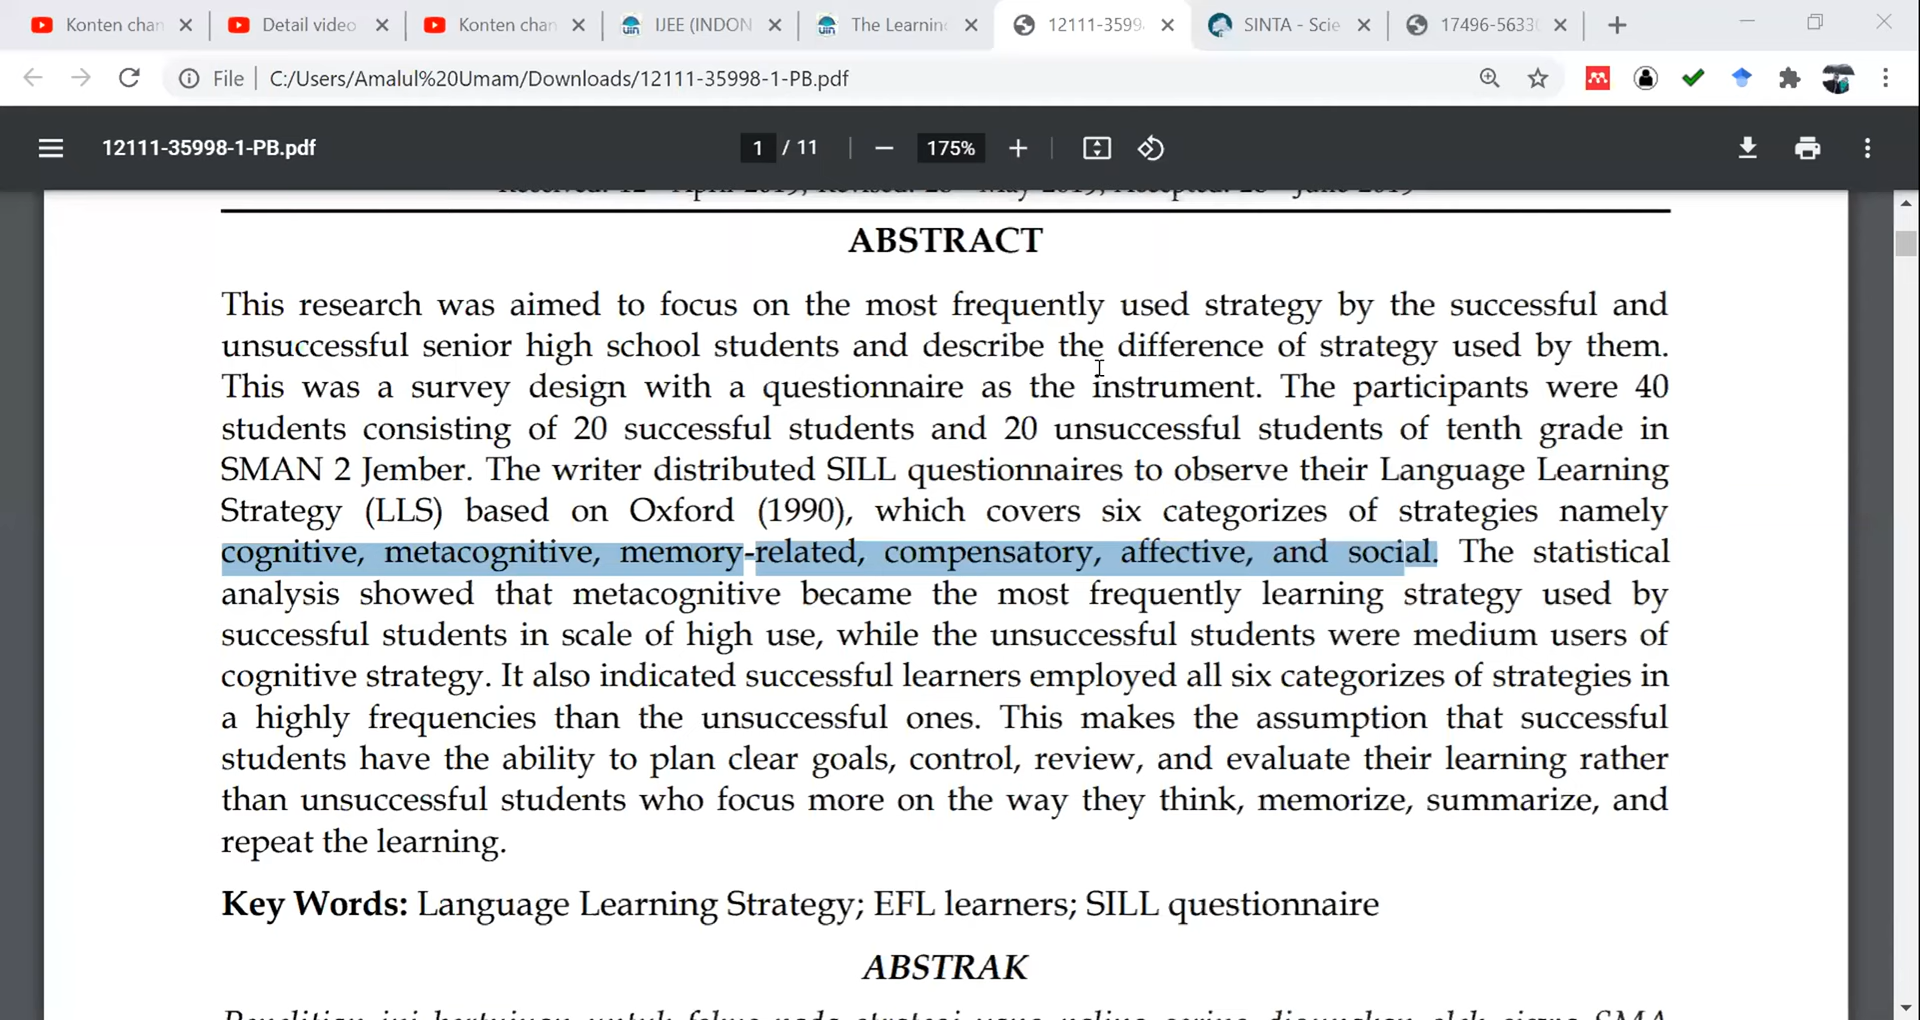 Konten chan
Detail video
Konten chan
IJEE (INDON
The Learning
12111-3599
SINTA - Scie
17496-5633
File
C:/Users/Amalul%20Umam/Downloads/12111-35998-1-PB.pdf
12111-35998-1-PB.pdf
1 / 11
175%
ABSTRACT
This research was aimed to focus on the most frequently used strategy by the successful and
unsuccessful senior high school students and describe the difference of strategy used by them.
This was a survey design with a questionnaire as the instrument. The participants were 40
students consisting of 20 successful students and 20 unsuccessful students of tenth grade in
SMAN 2 Jember. The writer distributed SILL questionnaires to observe their Language Learning
Strategy (LLS) based on Oxford (1990), which covers six categorizes of strategies namely
cognitive, metacognitive, memory-related, compensatory, affective, and social. The statistical
analysis showed that metacognitive became the most frequently learning strategy used by
successful students in scale of high use, while the unsuccessful students were medium users of
cognitive strategy. It also indicated successful learners employed all six categorizes of strategies in
a highly frequencies than the unsuccessful ones. This makes the assumption that successful
students have the ability to plan clear goals, control, review, and evaluate their learning rather
than unsuccessful students who focus more on the way they think, memorize, summarize, and
repeat the learning.
Key Words: Language Learning Strategy; EFL learners; SILL questionnaire
ABSTRAK